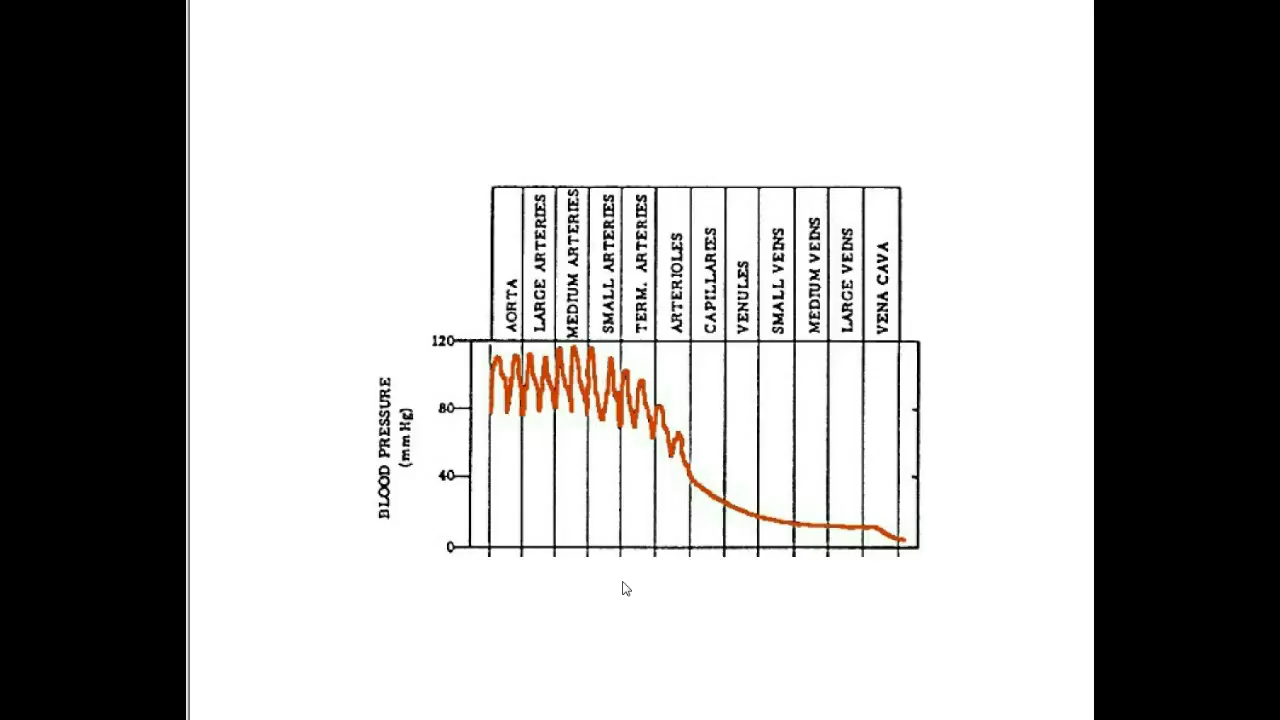 AORTA
LARGE ARTERIES
MEDIUM ARTERIES
SMALL ARTERIES
TERM. ARTERIES
ARTERIOLES
CAPILLARIES
VENULES
SMALL VEINS
MEDIUM VEINS
LARGE VEINS
VENA CAVA
BLOOD PRESSURE
(mm Hg)
120
80
40
0